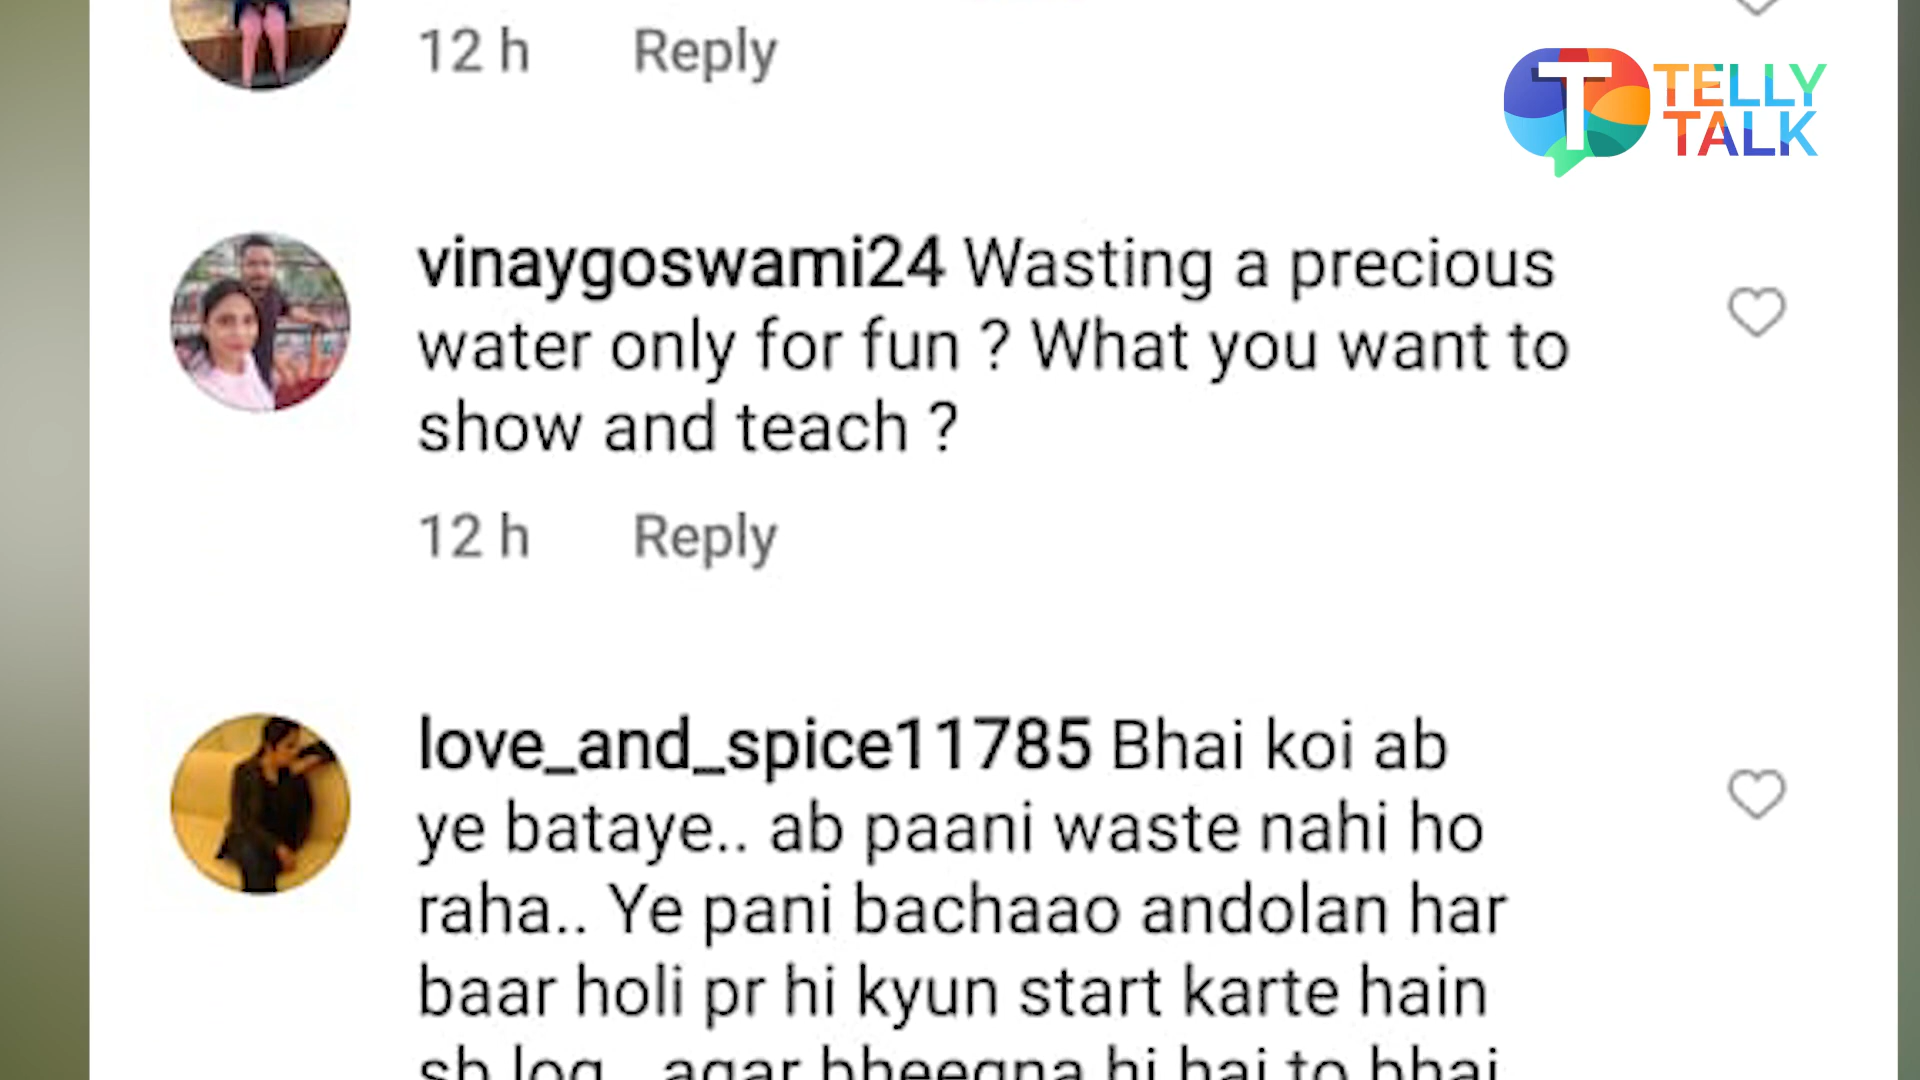 12 h Reply
TELLY
TALK
vinaygoswami24 Wasting a precious
water only for fun ? What you want to
show and teach ?
12 h Reply
love_and_spice11785 Bhai koi ab
ye bataye.. ab paani waste nahi ho
raha.. Ye pani bachaao andolan har
baar holi pr hi kyun start karte hain
sb log.. agar bheegna hi hai to bhai